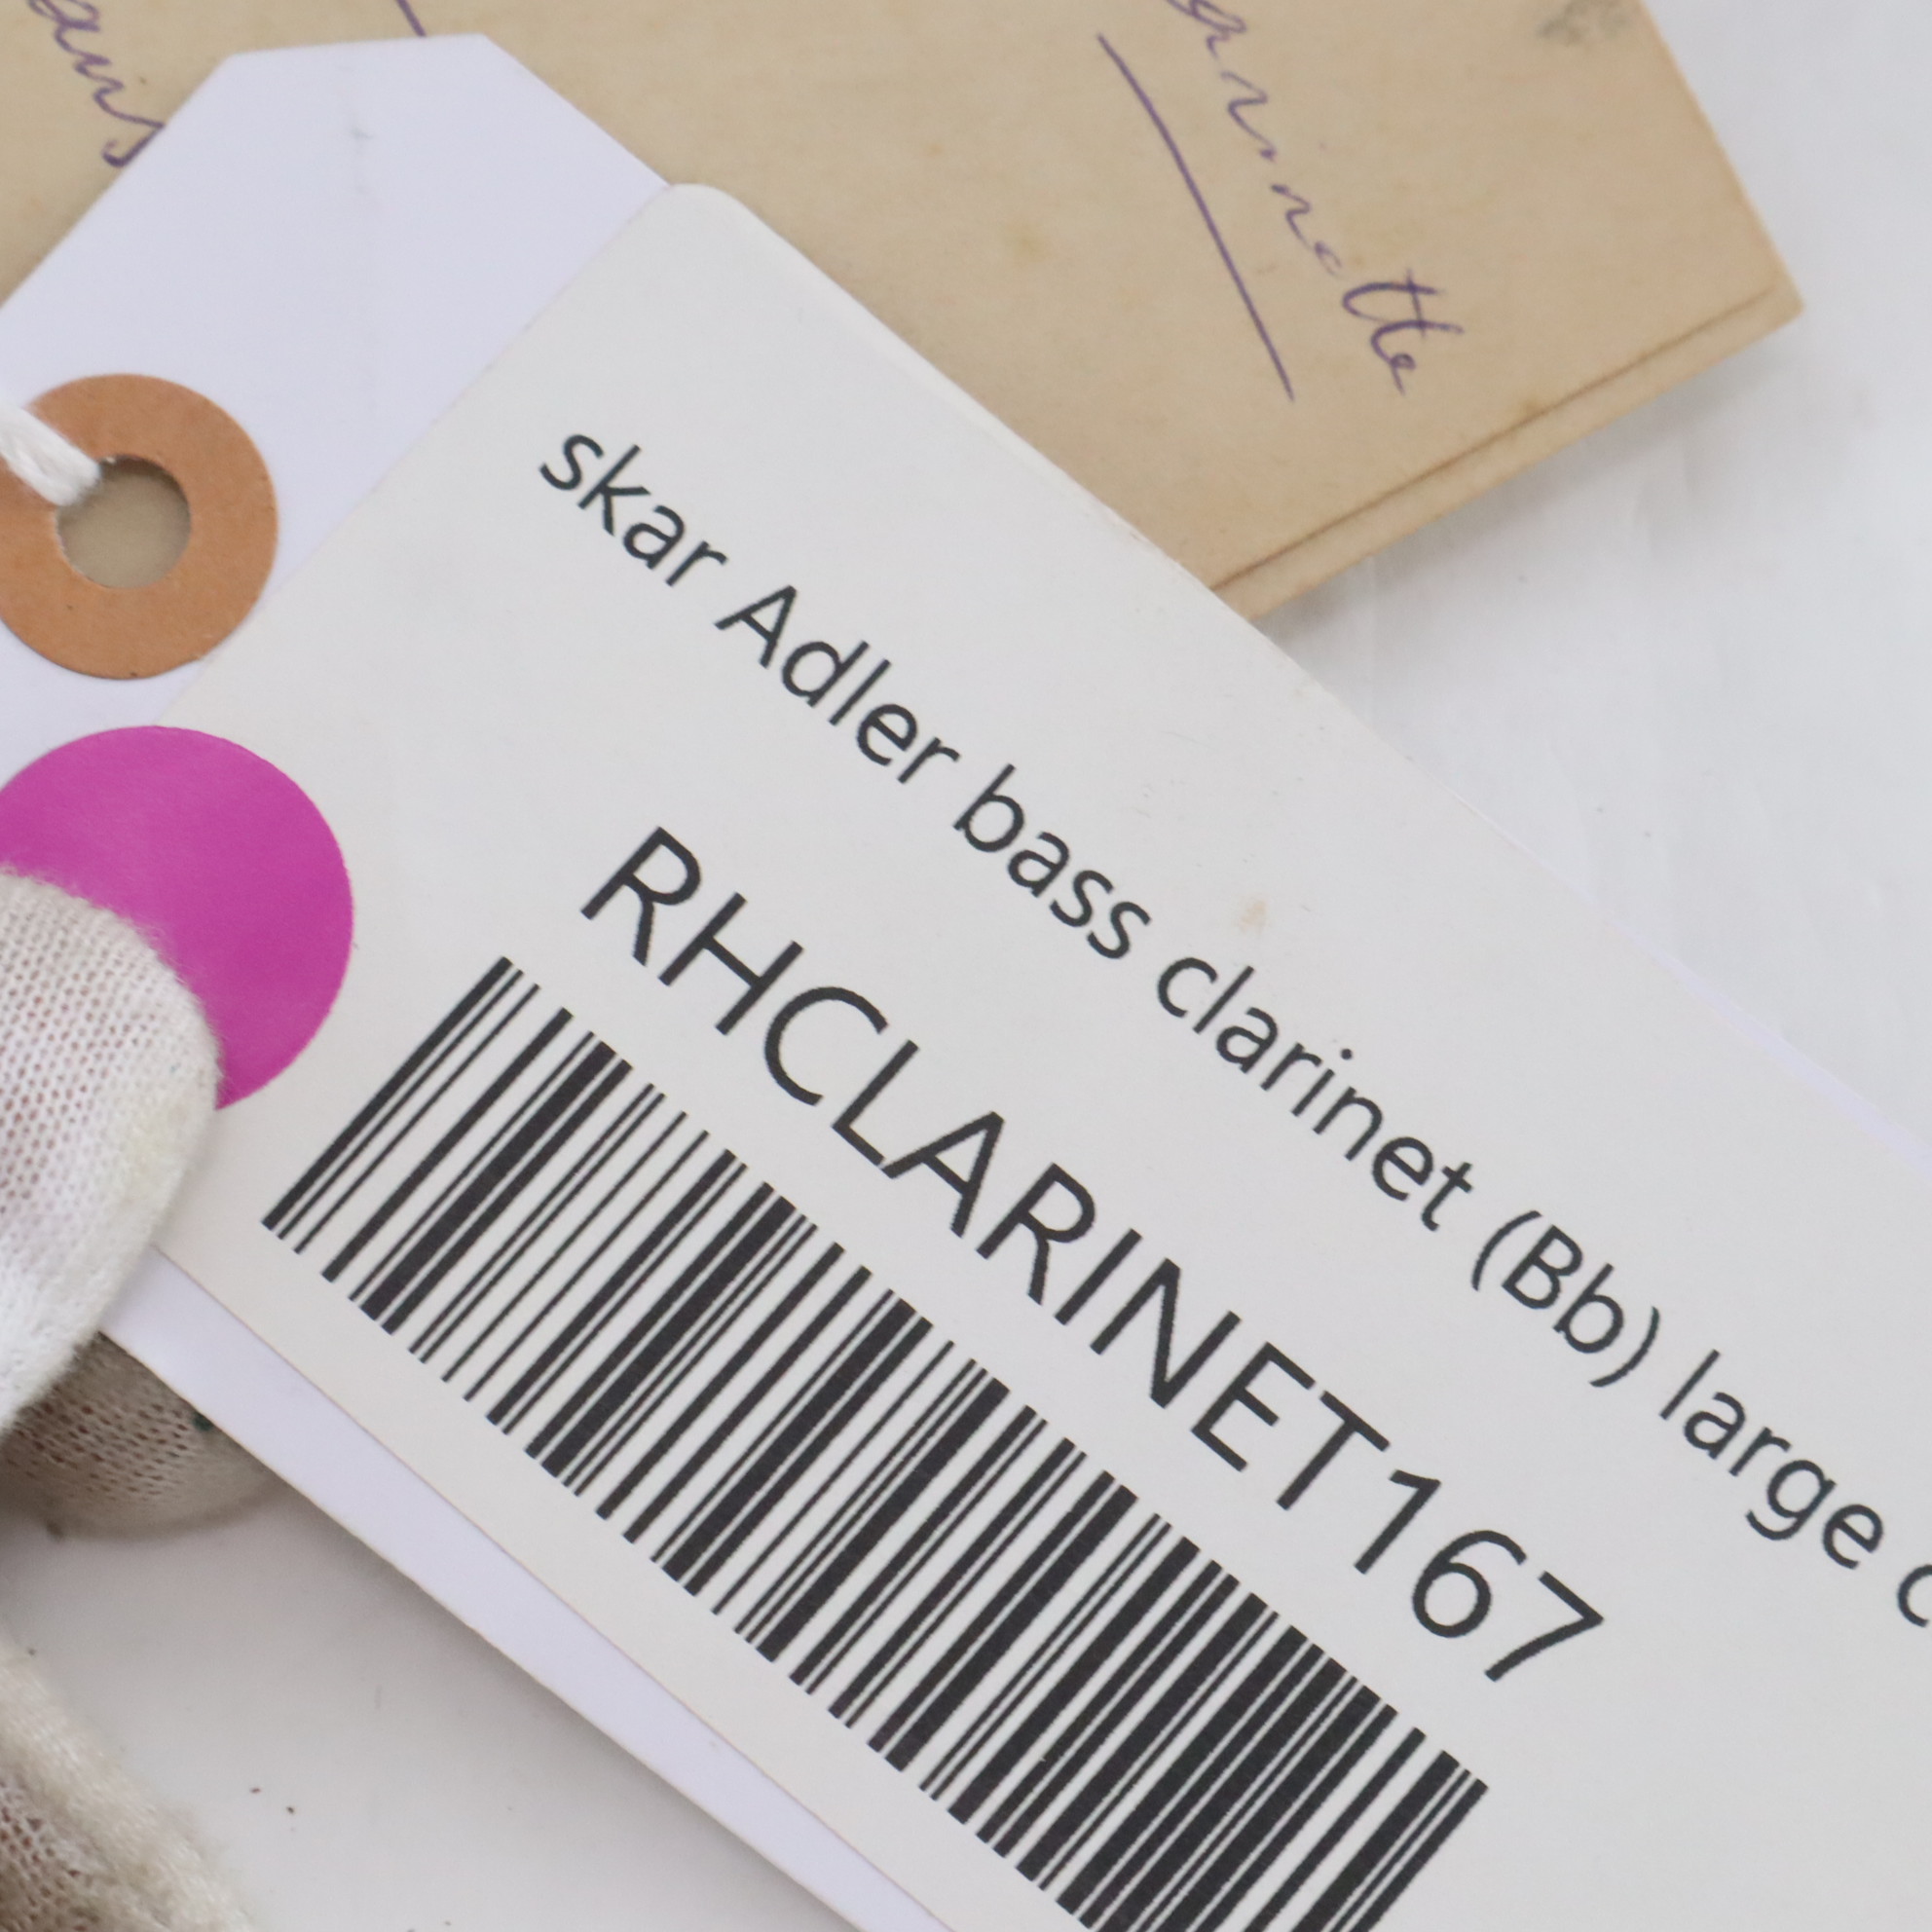 skar Adler bass clarinet (Bb) large c
RHCLARINET167